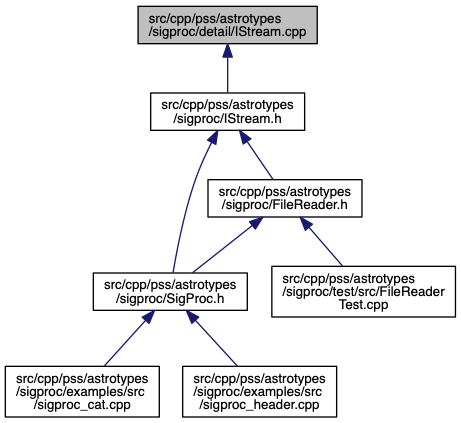 src/cpp/pss/astrotypes
/sigproc/detail/IStream.cpp
src/cpp/pss/astrotypes
/sigproc/IStream.h
src/cpp/pss/astrotypes
/sigproc/FileReader.h
src/cpp/pss/astrotypes
/sigproc/SigProc.h
src/cpp/pss/astrotypes
/sigproc/test/src/FileReader
Test.cpp
src/cpp/pss/astrotypes
/sigproc/examples/src
/sigproc_cat.cpp
src/cpp/pss/astrotypes
/sigproc/examples/src
/sigproc_header.cpp